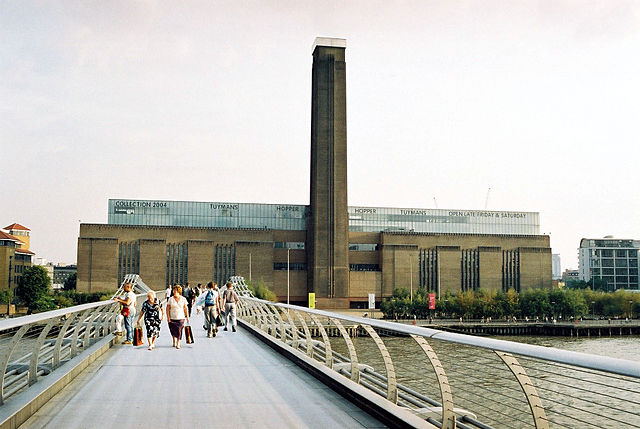 COLLECTION 2004 TUYMANS HOPPER HOPPER TUYMANS OPEN LATE FRIDAY & SATURDAY